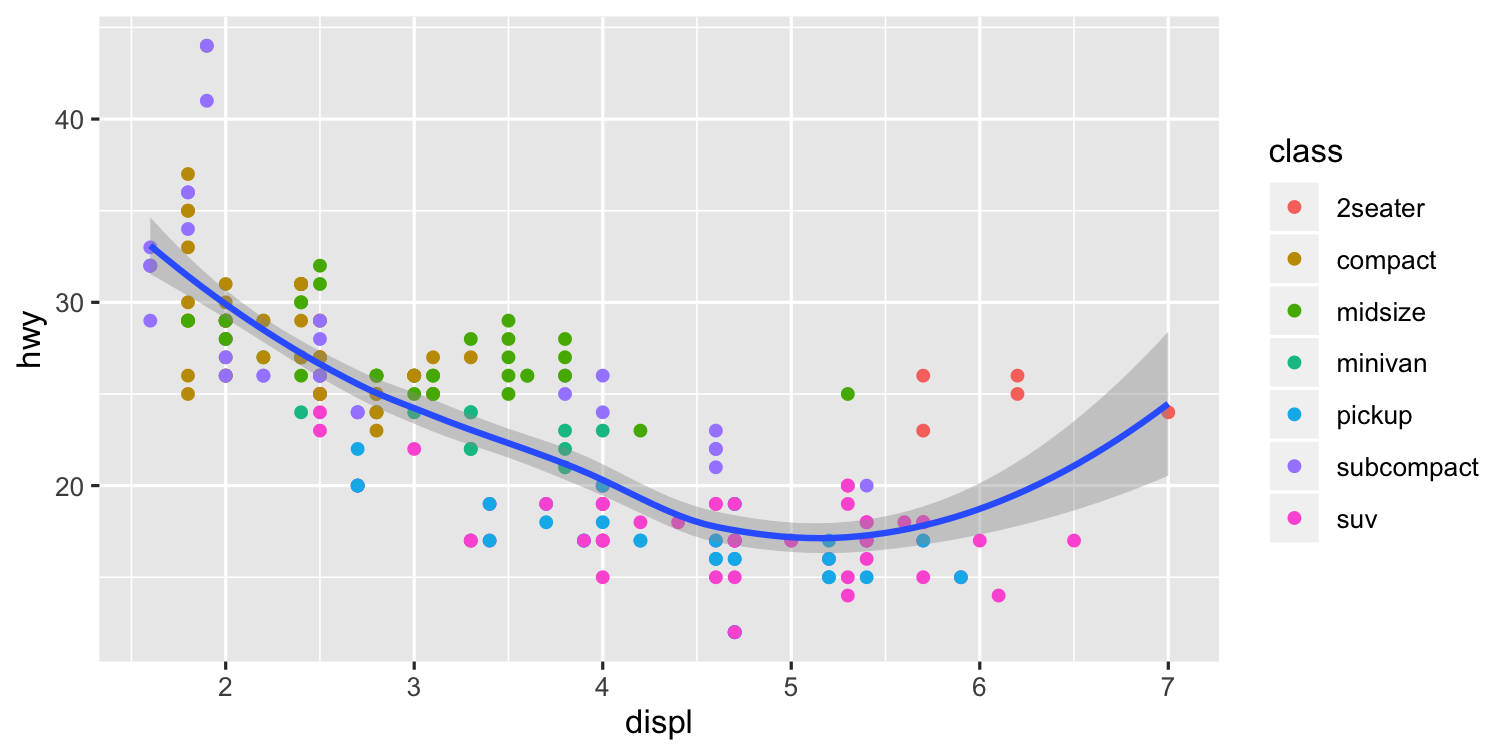 40
30
20
hwy
2
3
4
5
6
7
displ
class
2seater
compact
midsize
minivan
pickup
subcompact
suv